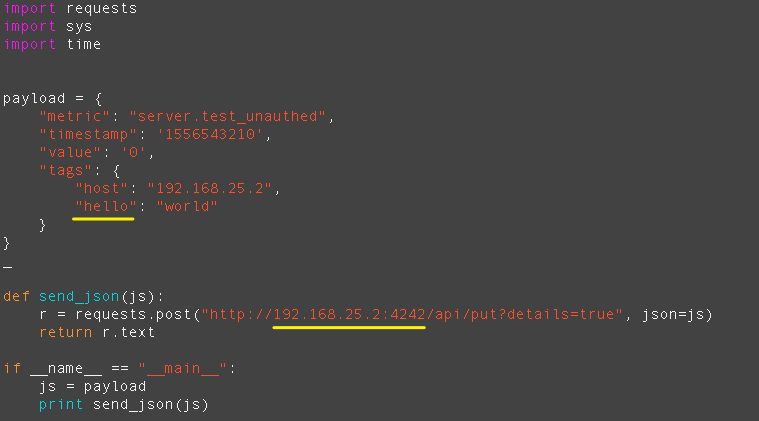 import requests
import sys
import time
payload = {
    "metric": "server.test_unauthed",
    "timestamp": '1556543210',
    "value": '0',
    "tags": {
        "host": "192.168.25.2",
        "hello": "world"
    }
}
_
def send_json(js):
    r = requests.post("http://192.168.25.2:4242/api/put?details=true", json=js)
    return r.text
if __name__ == "__main__":
    js = payload
    print send_json(js)